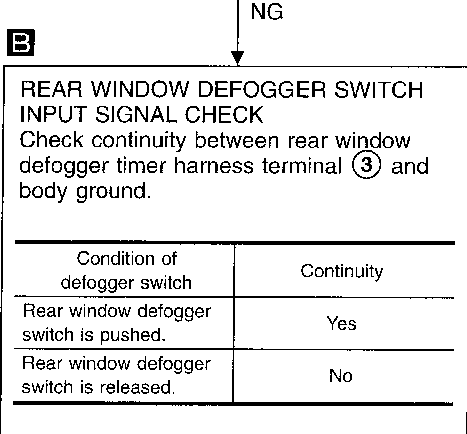 NG
B
REAR WINDOW DEFOGGER SWITCH
INPUT SIGNAL CHECK
Check continuity between rear window
defogger timer harness terminal ③ and
body ground.
Condition of
defogger switch
Continuity
Rear window defogger
switch is pushed.
Yes
Rear window defogger
switch is released.
No